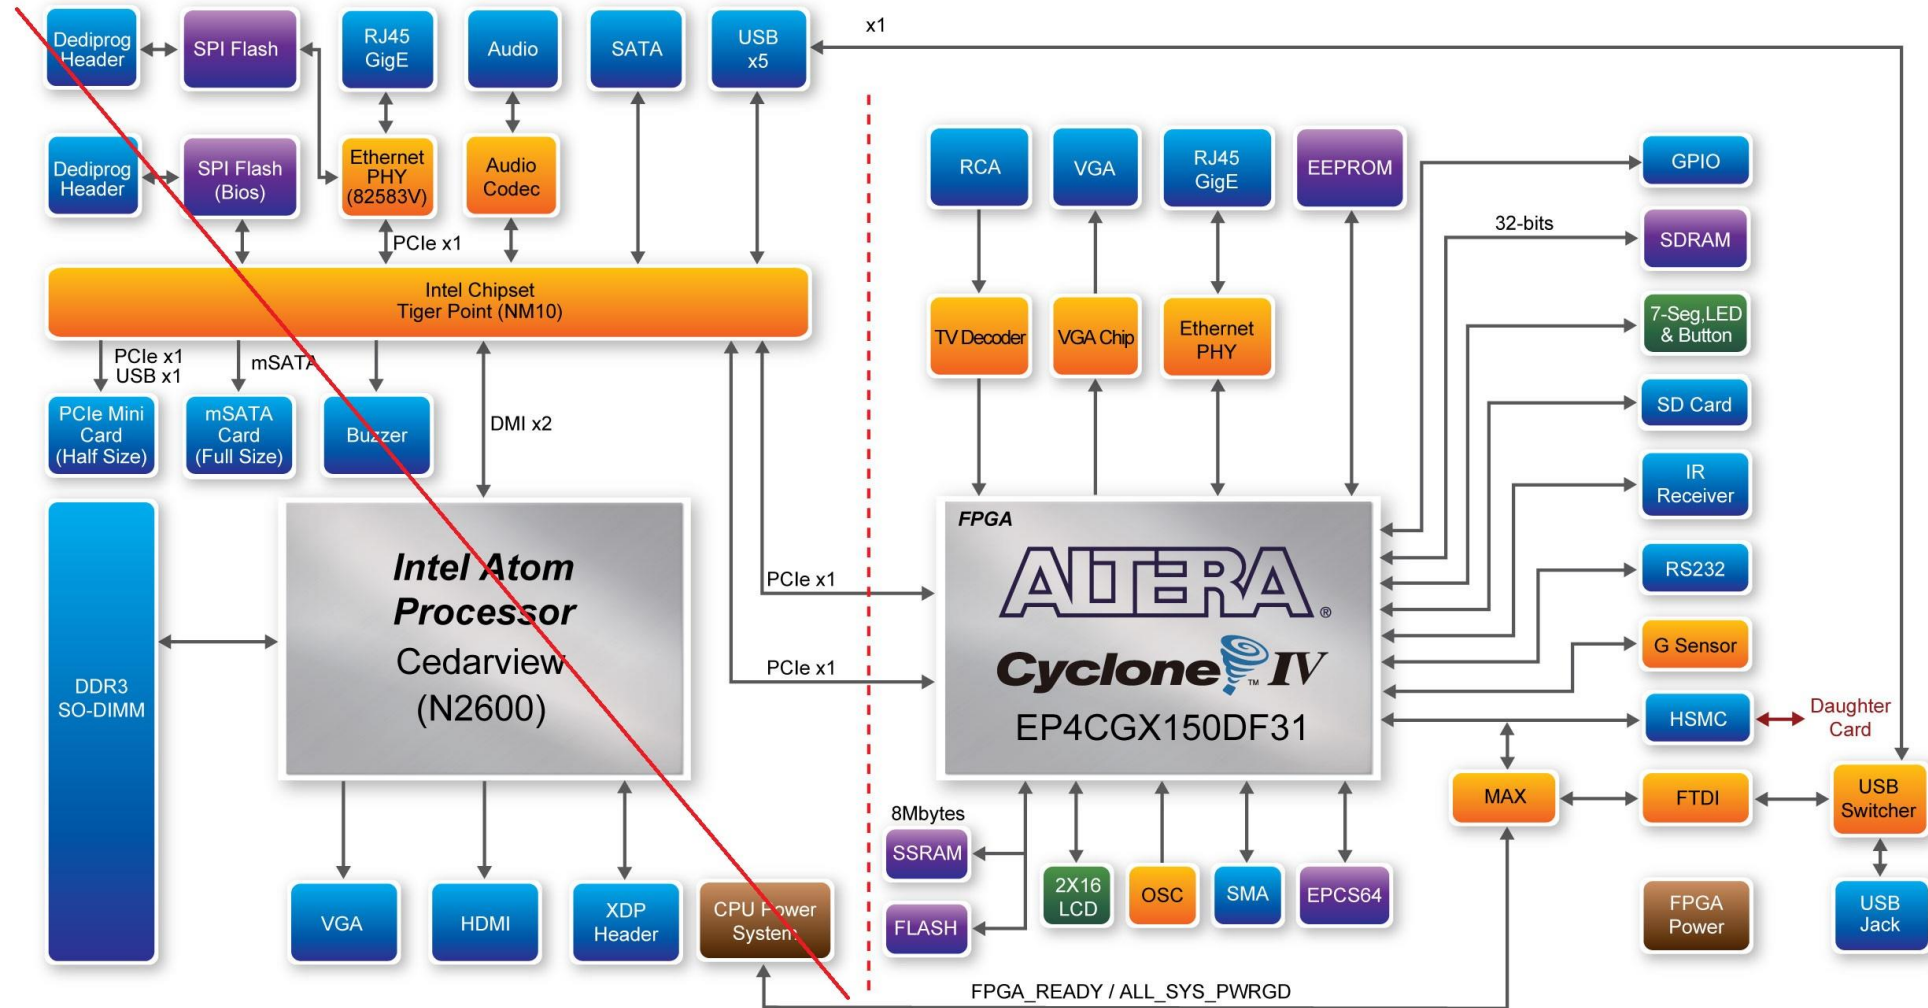 Dediprog
Header
SPI Flash
RJ45
GigE
Audio
SATA
USB
x5
x1
Dediprog
Header
SPI Flash
(Bios)
Ethernet
PHY
(82583V)
Audio
Codec
PCIe x1
Intel Chipset
Tiger Point (NM10)
PCIe x1
USB x1
mSATA
PCIe Mini
Card
(Half Size)
mSATA
Card
(Full Size)
Buzzer
DMI x2
DDR3
SO-DIMM
Intel Atom
Processor
Cedarview
(N2600)
PCIe x1
PCIe x1
VGA
HDMI
XDP
Header
CPU Power
System
RCA
VGA
RJ45
GigE
EEPROM
TV Decoder
VGA Chip
Ethernet
PHY
FPGA
ALTERA®
Cyclone™ IV
EP4CGX150DF31
GPIO
32-bits
SDRAM
7-Seg,LED
& Button
SD Card
IR
Receiver
RS232
G Sensor
HSMC
Daughter
Card
MAX
FTDI
USB
Switcher
8Mbytes
SSRAM
FLASH
2X16
LCD
OSC
SMA
EPCS64
FPGA
Power
USB
Jack
FPGA_READY / ALL_SYS_PWRGD